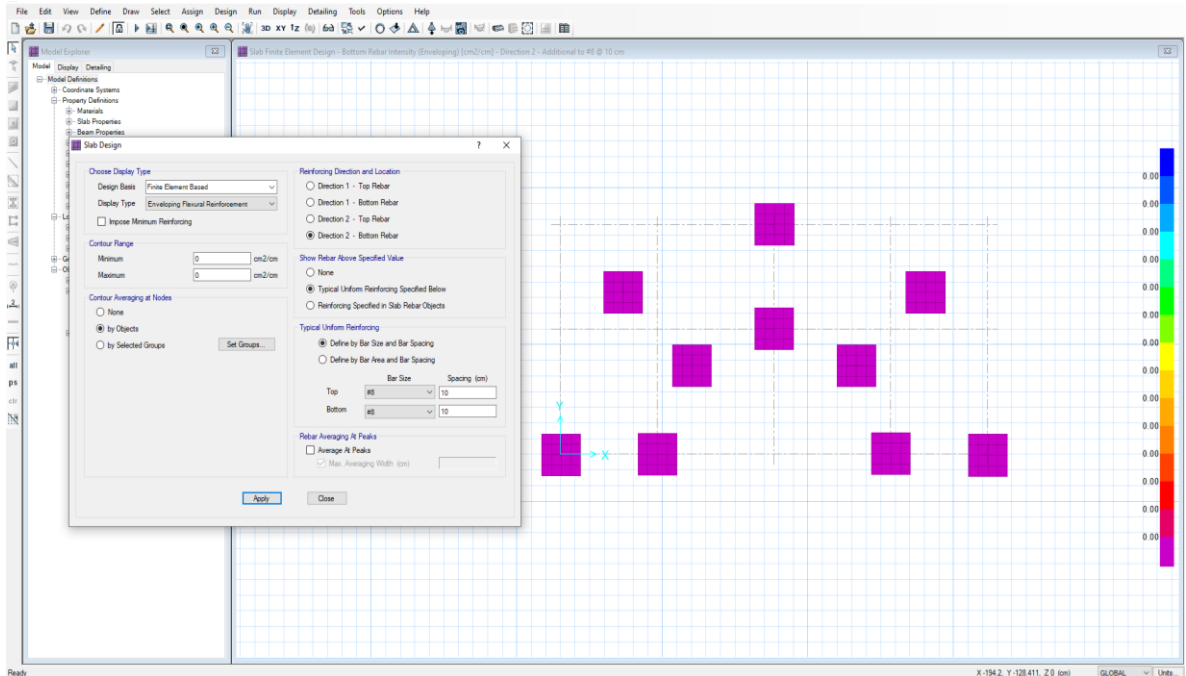 File Edit View Define Draw Select Assign Design Run Display Detailing Tools Options Help
3D XY
Model Explorer
Slab Finite Element Design - Bottom Rebar Intensity (Enveloping) [cm2/cm] - Direction 2 - Additional to #8 @ 10 cm
Model Display Detailing
Model Definitions
Coordinate Systems
Property Definitions
Materials
Slab Properties
Beam Properties
Slab Design
? X
Choose Display Type
Design Basis Finite Element Based
Display Type Enveloping Flexural Reinforcement
Impose Minimum Reinforcing
Contour Range
Minimum 0 cm2/cm
Maximum 0 cm2/cm
Contour Averaging at Nodes
None
by Objects
by Selected Groups Set Groups...
Reinforcing Direction and Location
Direction 1 - Top Rebar
Direction 1 - Bottom Rebar
Direction 2 - Top Rebar
Direction 2 - Bottom Rebar
Show Rebar Above Specified Value
None
Typical Uniform Reinforcing Specified Below
Reinforcing Specified in Slab Rebar Objects
Typical Uniform Reinforcing
Define by Bar Size and Bar Spacing
Define by Bar Area and Bar Spacing
Bar Size Spacing (cm)
Top #8 10
Bottom #8 10
Rebar Averaging At Peaks
Average At Peaks
Max. Averaging Width (cm)
Apply Close
all
ps
clr
Y
X
0.00
0.00
0.00
0.00
0.00
0.00
0.00
0.00
0.00
0.00
0.00
0.00
0.00
0.00
Ready
X -194.2, Y -128.411, Z 0 (cm) GLOBAL Units...